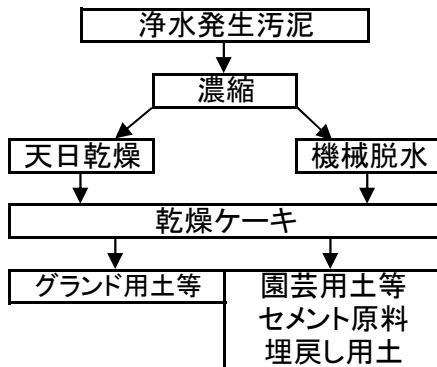 浄水発生汚泥
濃縮
天日乾燥
機械脱水
乾燥ケーキ
グランド用土等
園芸用土等
セメント原料
埋戻し用土